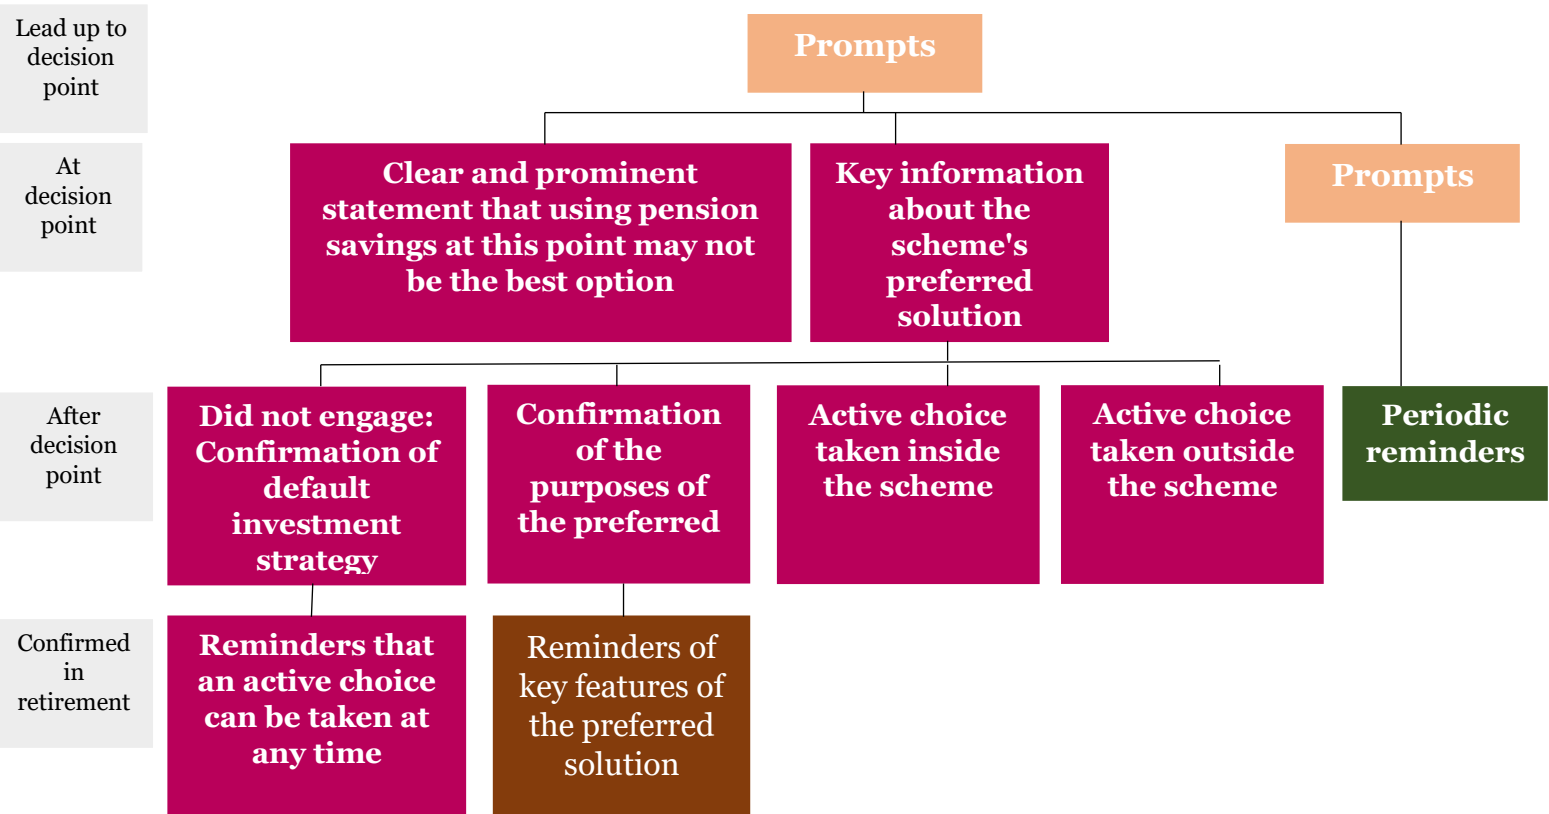 Lead up to
decision
point
Prompts
At
decision
point
Clear and prominent
statement that using pension
savings at this point may not
be the best option
Key information
about the
scheme's
preferred
solution
Prompts
After
decision
point
Did not engage:
Confirmation of
default
investment
strategy
Confirmation
of the
purposes of
the preferred
Active choice
taken inside
the scheme
Active choice
taken outside
the scheme
Periodic
reminders
Confirmed
in
retirement
Reminders that
an active choice
can be taken at
any time
Reminders of
key features of
the preferred
solution